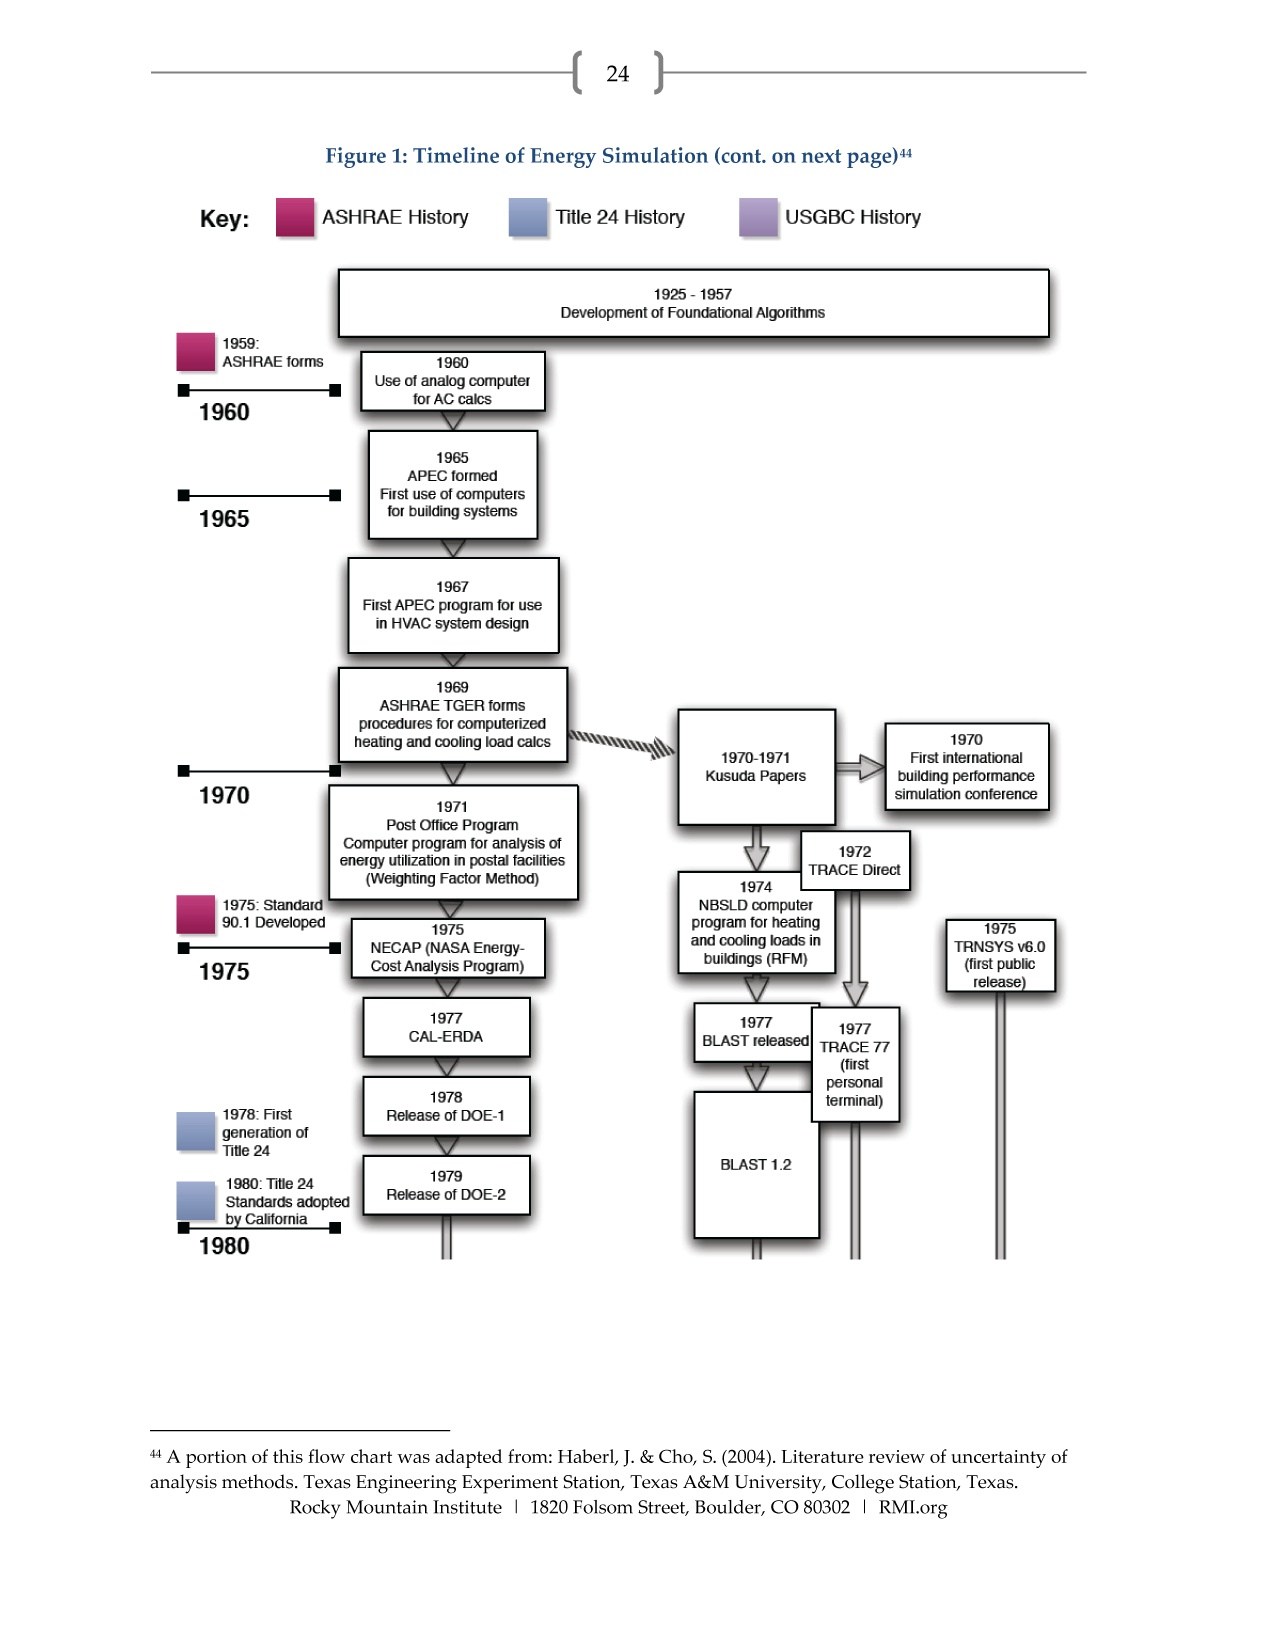 24
Figure 1: Timeline of Energy Simulation (cont. on next page)44
Key:
ASHRAE History
Title 24 History
USGBC History
1925 - 1957
Development of Foundational Algorithms
1959:
ASHRAE forms
1960
1960
Use of analog computer
for AC calcs
1965
APEC formed
First use of computers
for building systems
1965
1967
First APEC program for use
in HVAC system design
1969
ASHRAE TGER forms
procedures for computerized
heating and cooling load calcs
1970-1971
Kusuda Papers
1970
First international
building performance
simulation conference
1970
1971
Post Office Program
Computer program for analysis of
energy utilization in postal facilities
(Weighting Factor Method)
1972
TRACE Direct
1974
NBSLD computer
program for heating
and cooling loads in
buildings (RFM)
1975: Standard
90.1 Developed
1975
1975
NECAP (NASA Energy-
Cost Analysis Program)
1975
TRNSYS v6.0
(first public
release)
1977
CAL-ERDA
1977
BLAST released
1977
TRACE 77
(first
personal
terminal)
1978
Release of DOE-1
1978: First
generation of
Title 24
1979
Release of DOE-2
BLAST 1.2
1980: Title 24
Standards adopted
by California
1980
44 A portion of this flow chart was adapted from: Haberl, J. & Cho, S. (2004). Literature review of uncertainty of
analysis methods. Texas Engineering Experiment Station, Texas A&M University, College Station, Texas.
Rocky Mountain Institute | 1820 Folsom Street, Boulder, CO 80302 | RMI.org